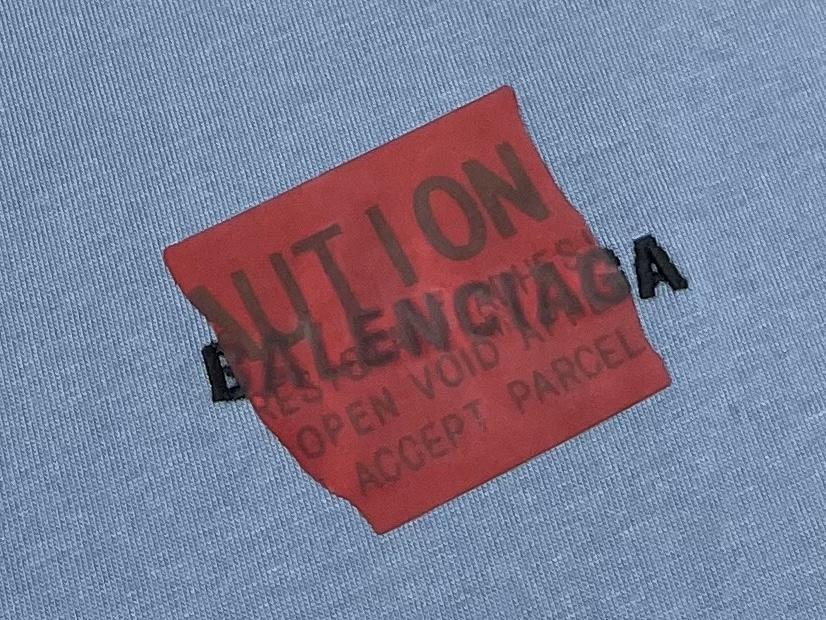 AUTION
BALENCIAGA
OPEN VOID
ACCEPT PARCEL